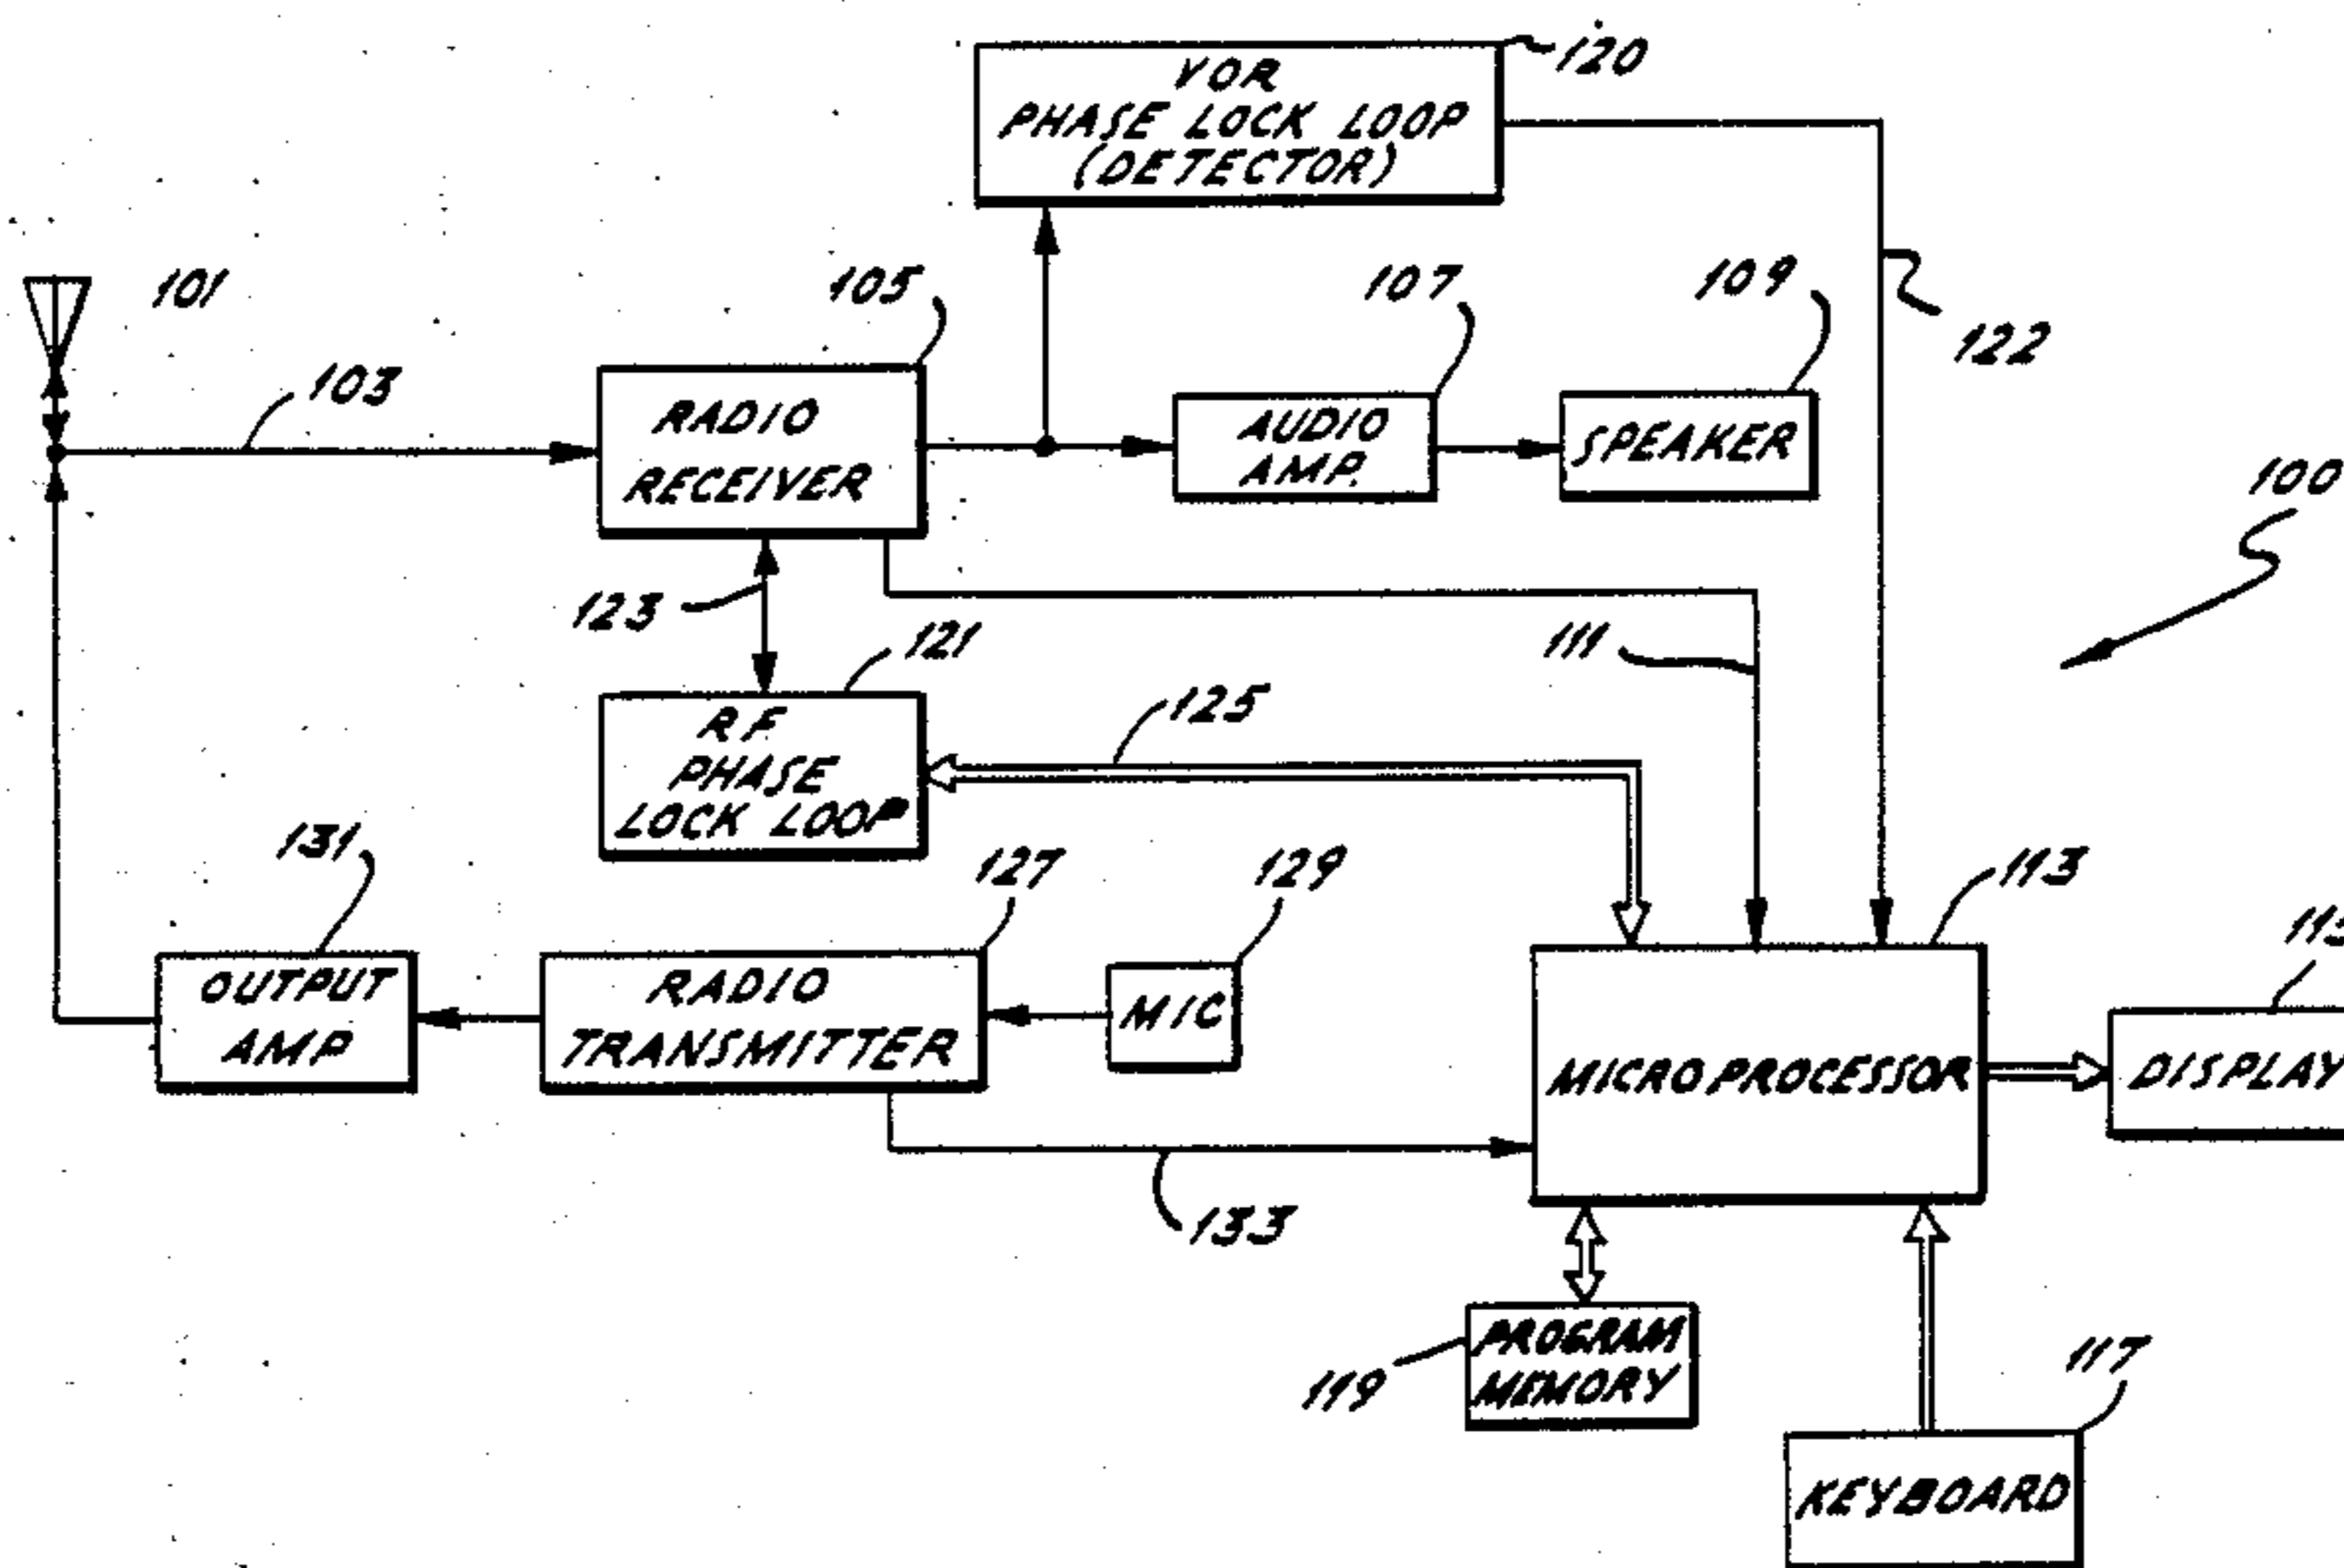 120
VOR
PHASE LOCK LOOP
(DETECTOR)
101
105
107
109
122
103
RADIO
RECEIVER
AUDIO
AMP.
SPEAKER
100
123
121
111
RF
PHASE
LOCK LOOP
125
131
127
129
113
115
OUTPUT
AMP
RADIO
TRANSMITTER
MIC
MICROPROCESSOR
DISPLAY
133
119
PROGRAM
MEMORY
117
KEYBOARD